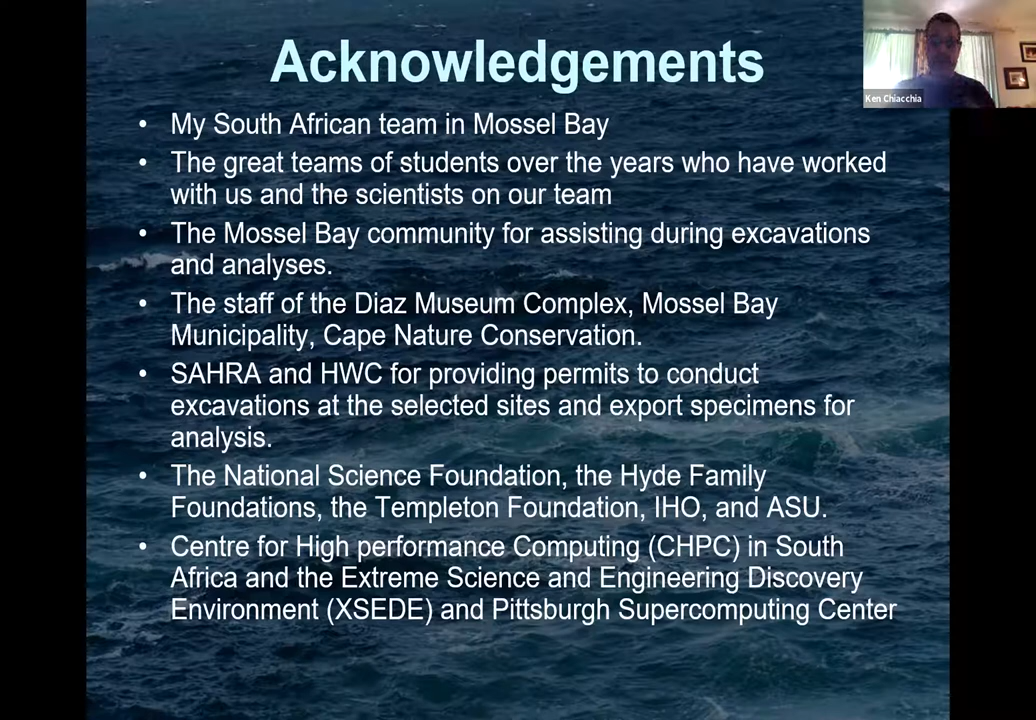 Acknowledgements
Ken Chiacchia
• My South African team in Mossel Bay
• The great teams of students over the years who have worked
with us and the scientists on our team
• The Mossel Bay community for assisting during excavations
and analyses.
• The staff of the Diaz Museum Complex, Mossel Bay
Municipality, Cape Nature Conservation.
• SAHRA and HWC for providing permits to conduct
excavations at the selected sites and export specimens for
analysis.
• The National Science Foundation, the Hyde Family
Foundations, the Templeton Foundation, IHO, and ASU.
• Centre for High performance Computing (CHPC) in South
Africa and the Extreme Science and Engineering Discovery
Environment (XSEDE) and Pittsburgh Supercomputing Center